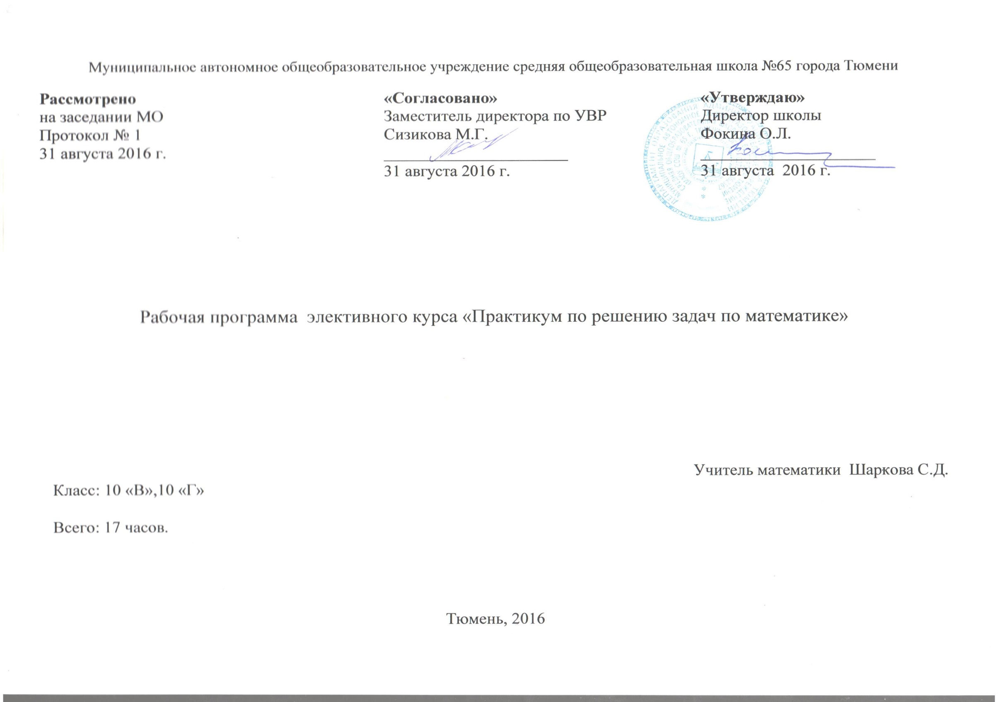 Муниципальное автономное общеобразовательное учреждение средняя общеобразовательная школа №65 города Тюмени
Рассмотрено
на заседании МО
Протокол № 1
31 августа 2016 г.
«Согласовано»
Заместитель директора по УВР
Сизикова М.Г.
31 августа 2016 г.
«Утверждаю»
Директор школы
Фокина О.Л.
31 августа 2016 г.
Рабочая программа элективного курса «Практикум по решению задач по математике»
Учитель математики Шаркова С.Д.
Класс: 10 «В»,10 «Г»
Всего: 17 часов.
Тюмень, 2016